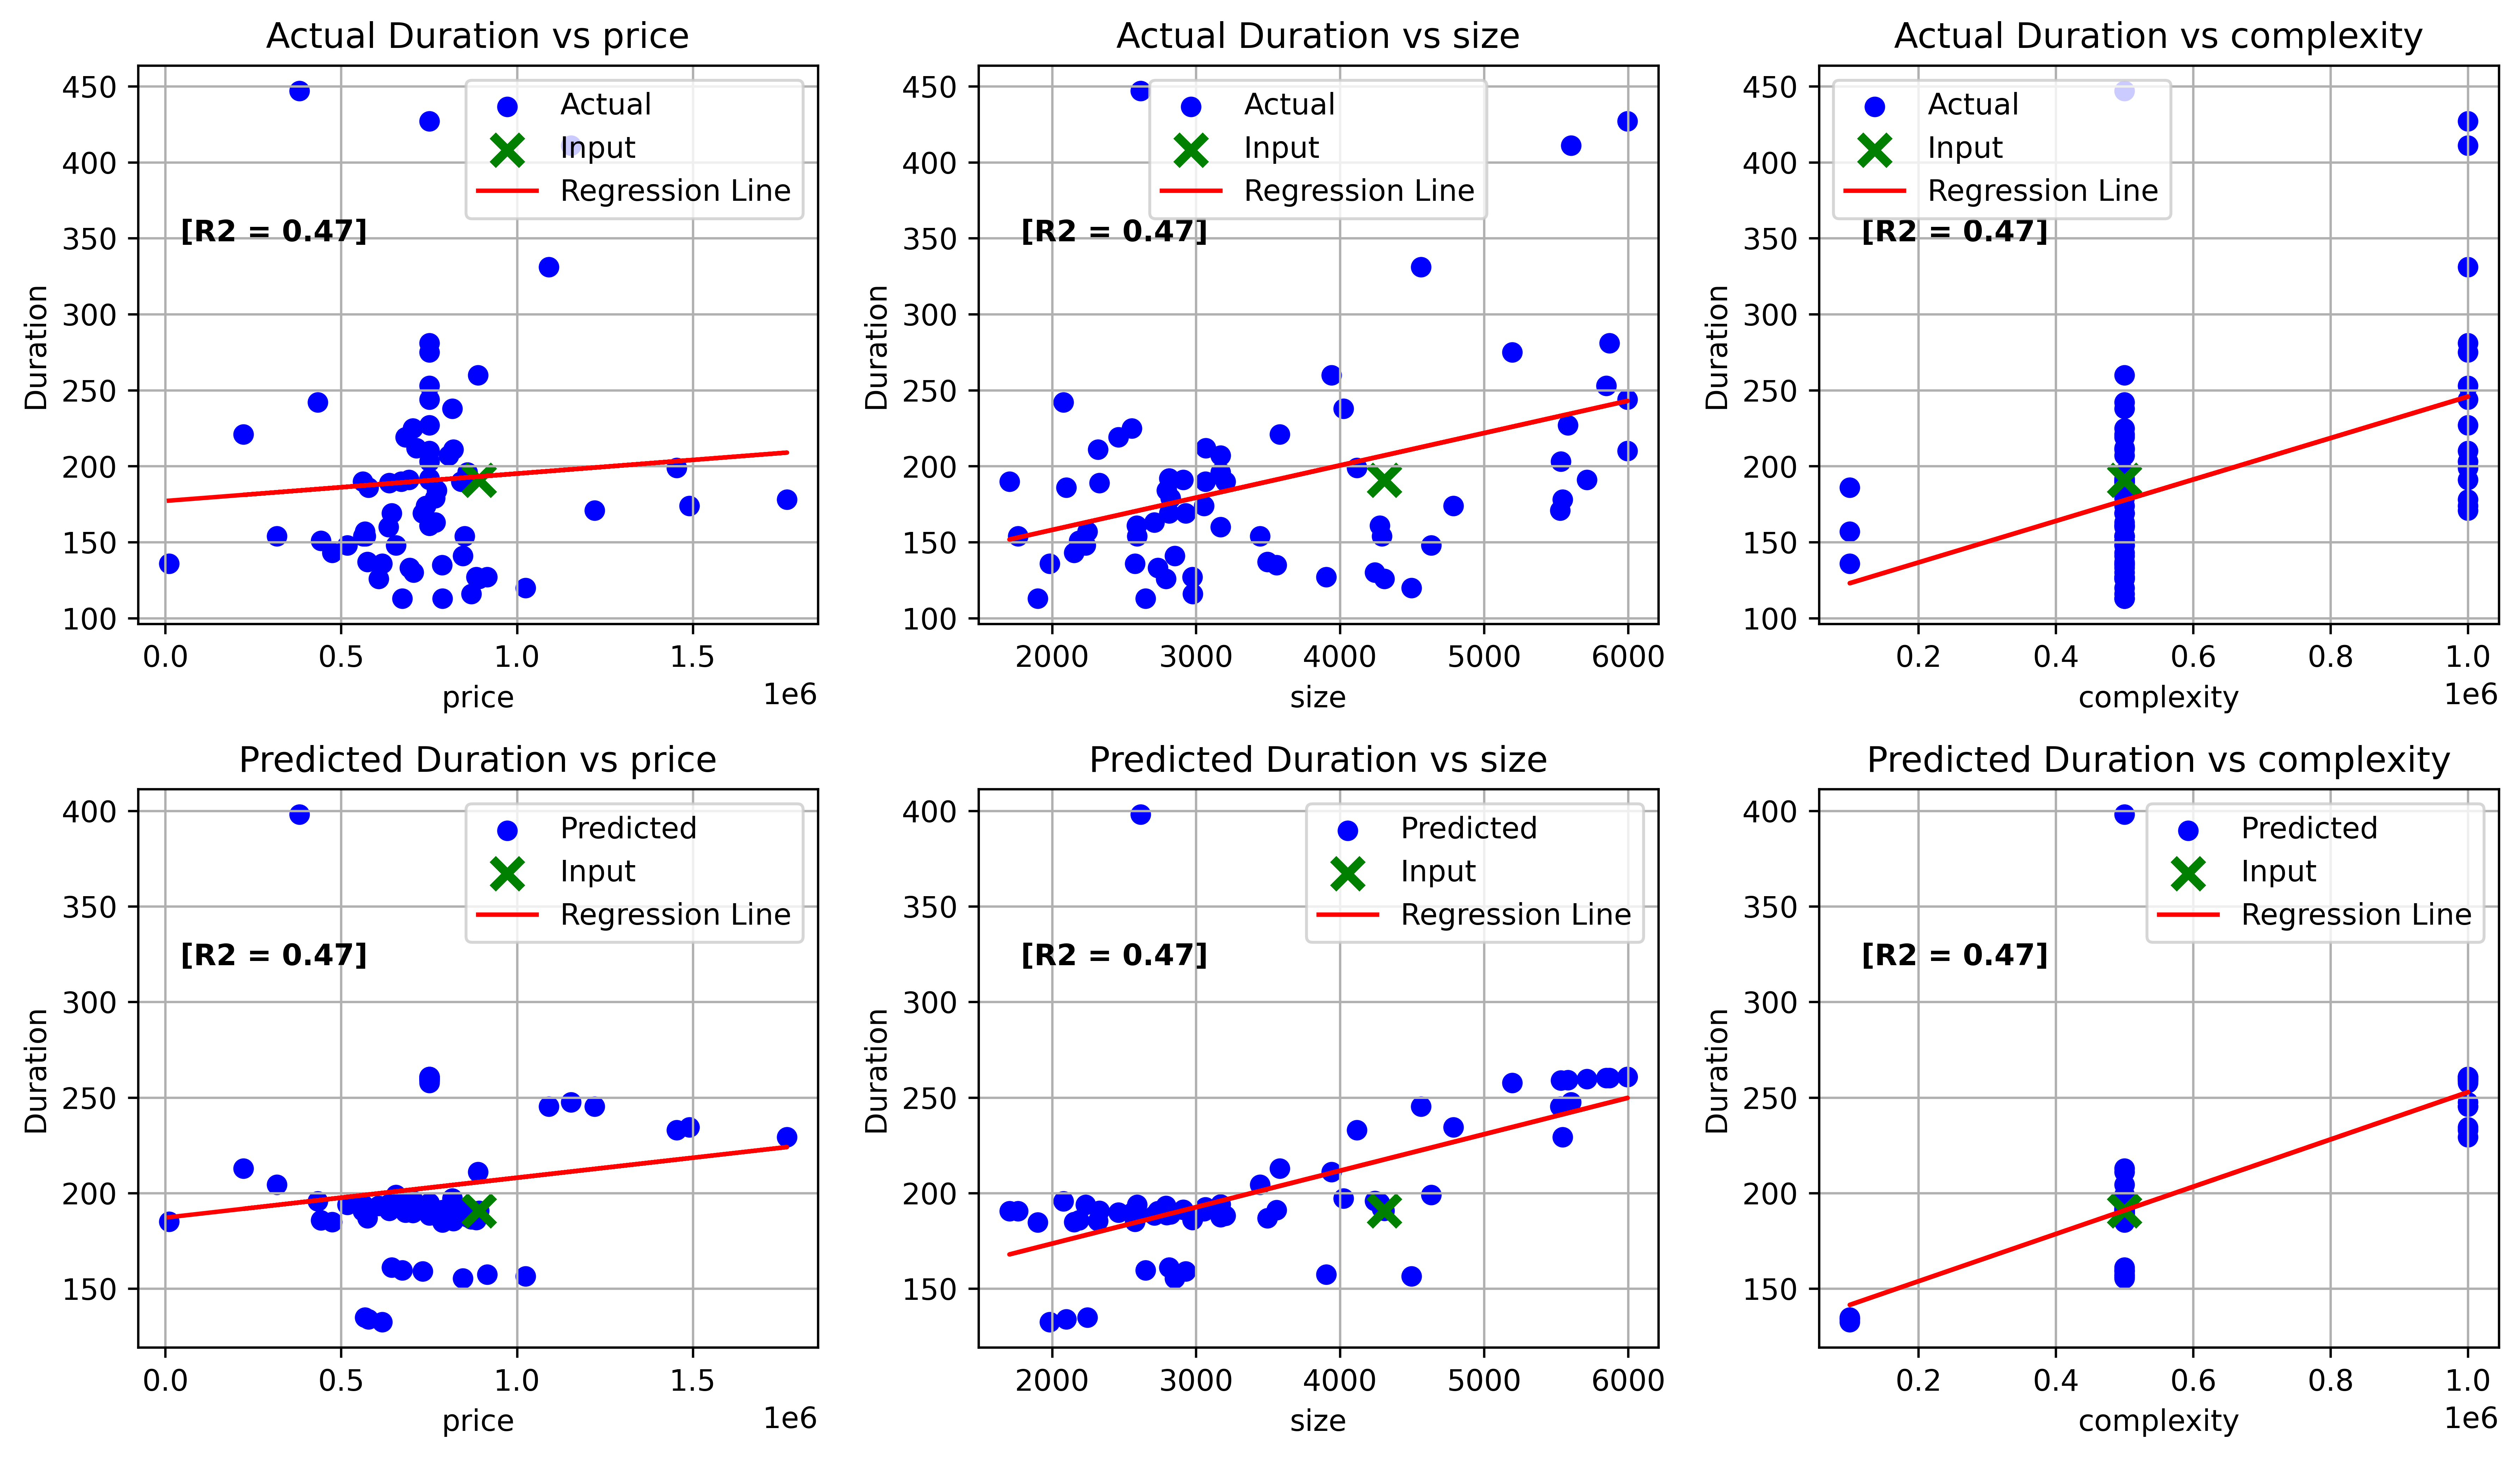 Actual Duration vs price
450
400
350
300
250
200
150
100
Duration
Actual
Input
Regression Line
[R2 = 0.47]
0.0 0.5 1.0 1.5
price
1e6
Actual Duration vs size
450
400
350
300
250
200
150
100
Duration
Actual
Input
Regression Line
[R2 = 0.47]
2000 3000 4000 5000 6000
size
Actual Duration vs complexity
450
400
350
300
250
200
150
100
Duration
Actual
Input
Regression Line
[R2 = 0.47]
0.2 0.4 0.6 0.8 1.0
complexity
1e6
Predicted Duration vs price
400
350
300
250
200
150
Duration
Predicted
Input
Regression Line
[R2 = 0.47]
0.0 0.5 1.0 1.5
price
1e6
Predicted Duration vs size
400
350
300
250
200
150
Duration
Predicted
Input
Regression Line
[R2 = 0.47]
2000 3000 4000 5000 6000
size
Predicted Duration vs complexity
400
350
300
250
200
150
Duration
Predicted
Input
Regression Line
[R2 = 0.47]
0.2 0.4 0.6 0.8 1.0
complexity
1e6